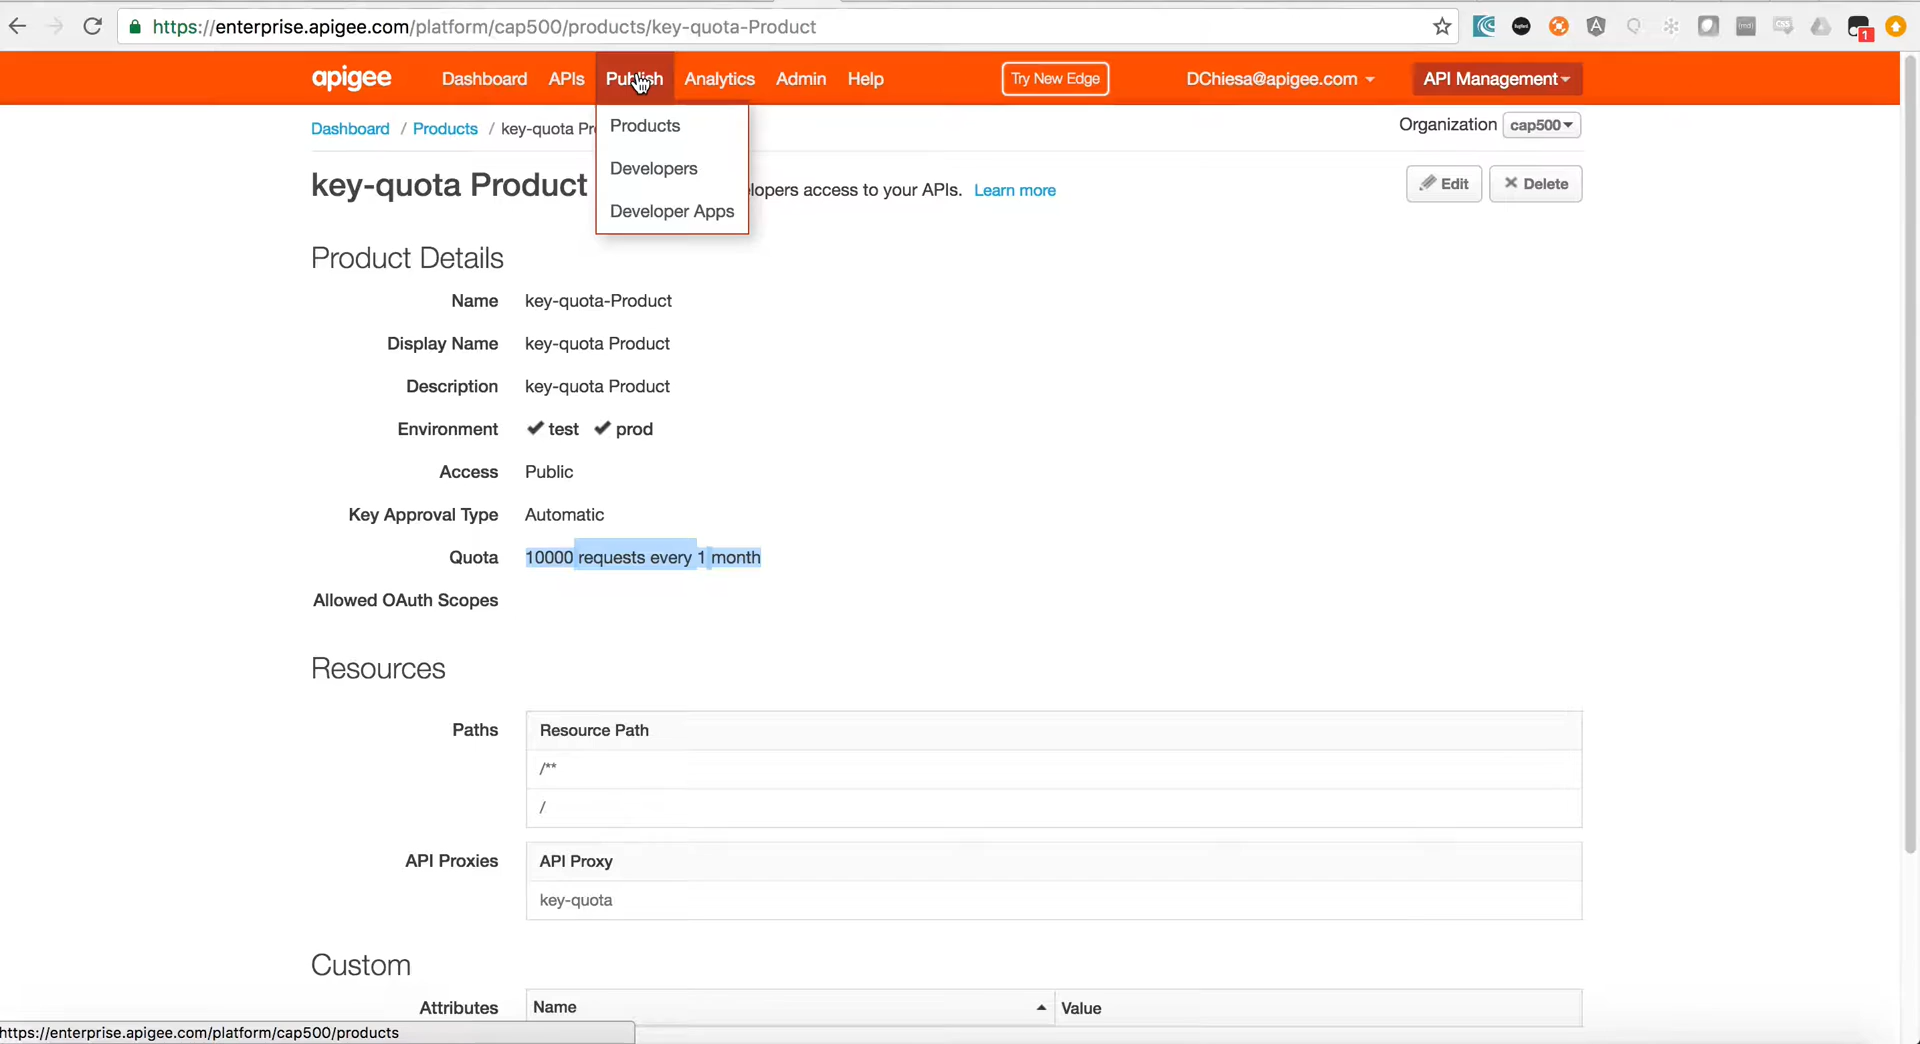 https://enterprise.apigee.com/platform/cap500/products/key-quota-Product
1
apigee Dashboard APIs Publish Analytics Admin Help Try New Edge DChiesa@apigee.com API Management
Dashboard / Products / key-quota Pr
Organization cap500
Products
Developers
Developer Apps
key-quota Product
lopers access to your APIs. Learn more
Edit
Delete
Product Details
Name key-quota-Product
Display Name key-quota Product
Description key-quota Product
Environment test prod
Access Public
Key Approval Type Automatic
Quota 10000 requests every 1 month
Allowed OAuth Scopes
Resources
Paths Resource Path
/**
/
API Proxies API Proxy
key-quota
Custom
Attributes Name Value
https://enterprise.apigee.com/platform/cap500/products